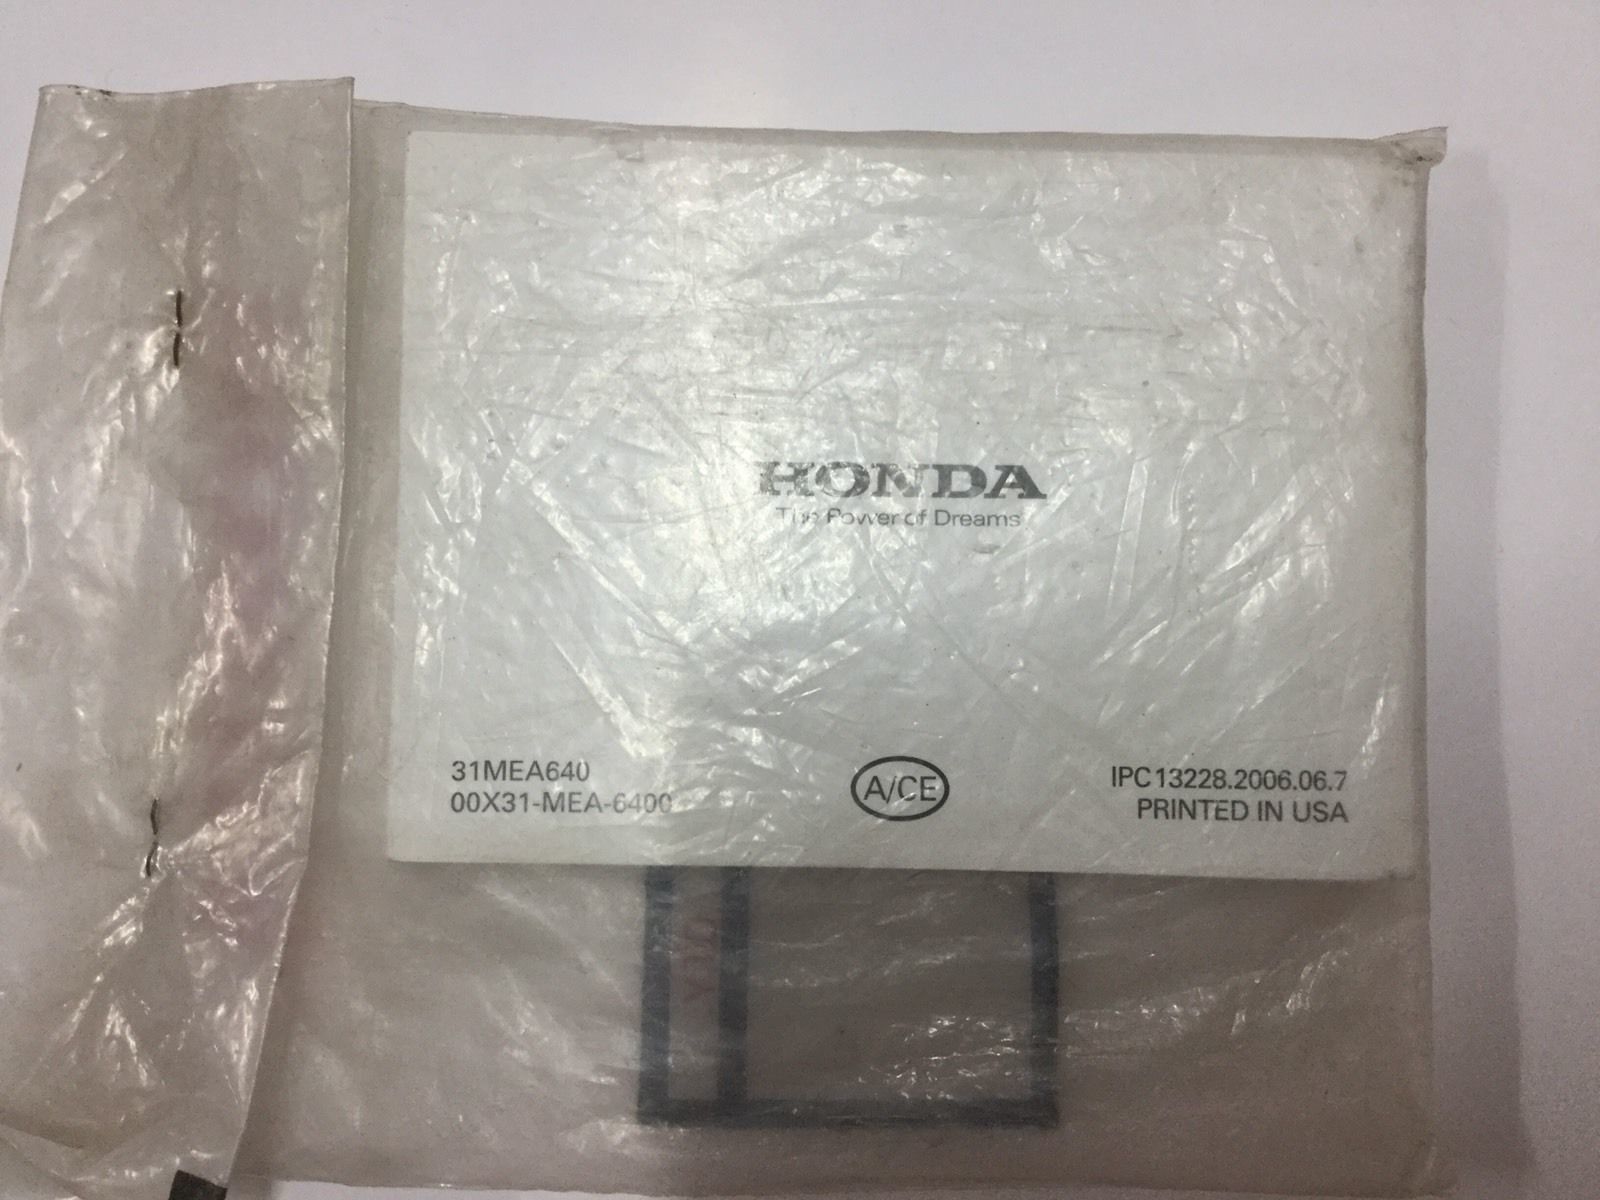 HONDA
The Power of Dreams
31MEA640
00X31-MEA-6400
A/CE
IPC13228.2006.06.7
PRINTED IN USA